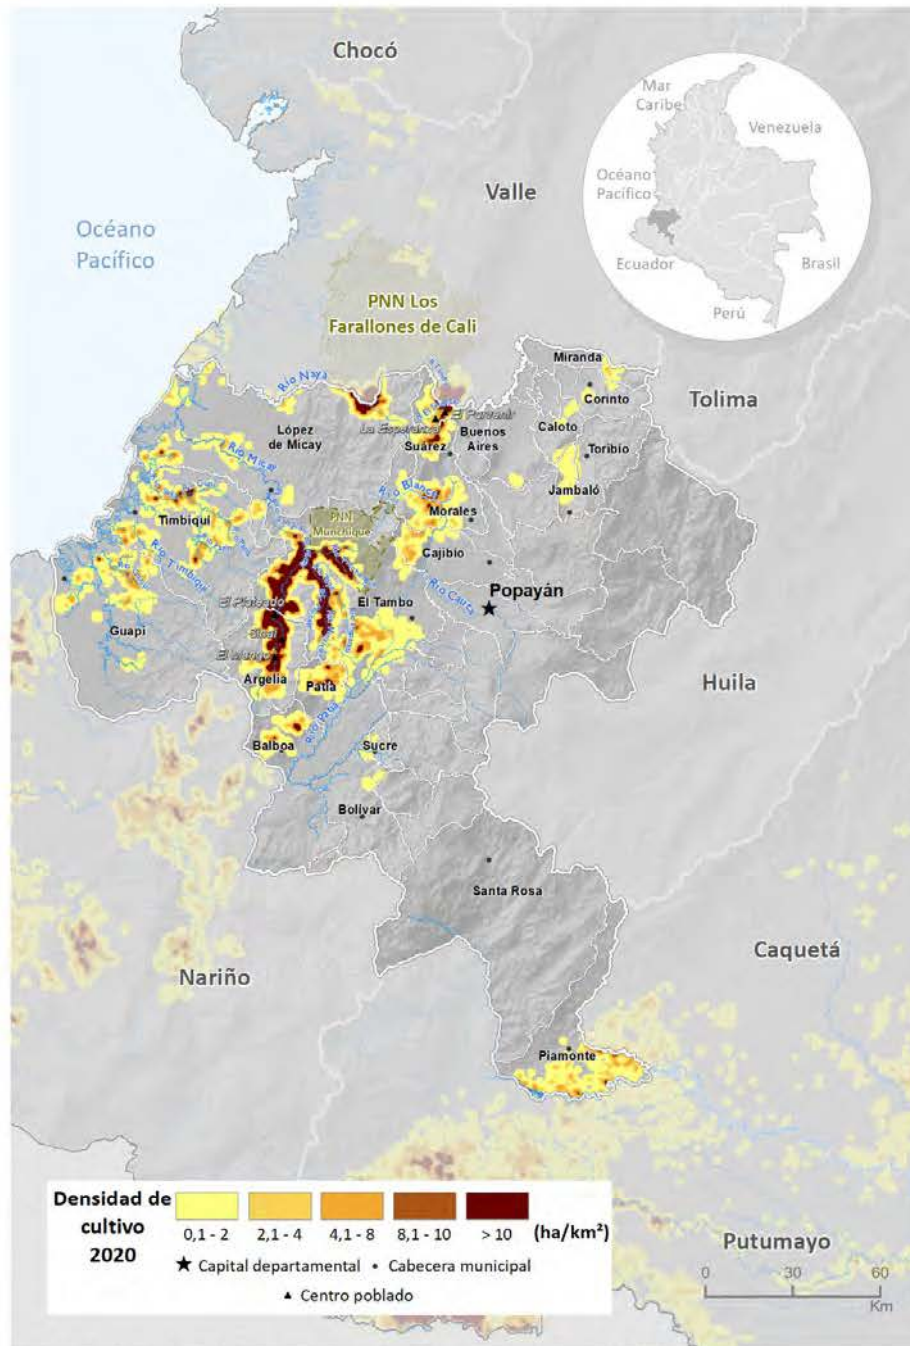 Chocó
Mar
Caribe
Venezuela
Océano
Pacífico
Ecuador
Brasil
Perú
Valle
Océano
Pacífico
PNN Los
Farallones de Cali
Tolima
Miranda
Corinto
Río Naya
López
de Micay
La Esperanza
El Porvenir
Suárez
Buenos
Aires
Caloto
Toribío
Jambaló
Río Micay
Río Blanco
Morales
Timbiquí
PNN
Munchique
Cajibío
Río Timbiquí
El Plateado
El Tambo
Río Cauca
Popayán
Guapi
Sinaí
El Mango
Argelia
Patía
Huila
Río Patía
Balboa
Sucre
Bolívar
Santa Rosa
Nariño
Caquetá
Piamonte
Densidad de
cultivo
2020
0,1 - 2
2,1 - 4
4,1 - 8
8,1 - 10
> 10
(ha/km²)
Capital departamental
Cabecera municipal
Centro poblado
Putumayo
0 30 60
Km